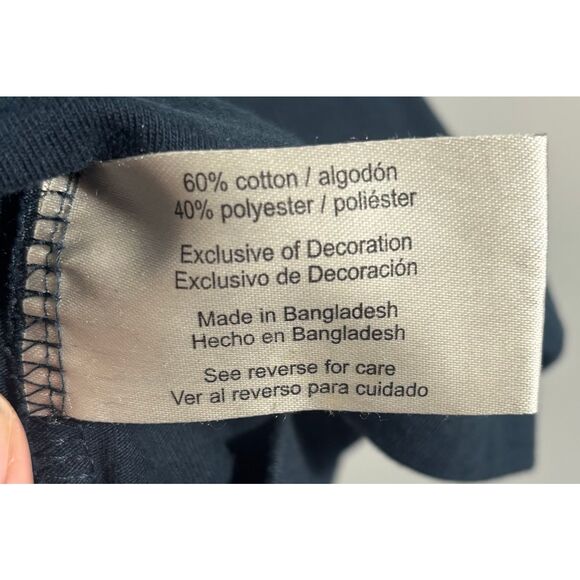 60% cotton / algodón
40% polyester / poliéster
Exclusive of Decoration
Exclusivo de Decoración
Made in Bangladesh
Hecho en Bangladesh
See reverse for care
Ver al reverso para cuidado